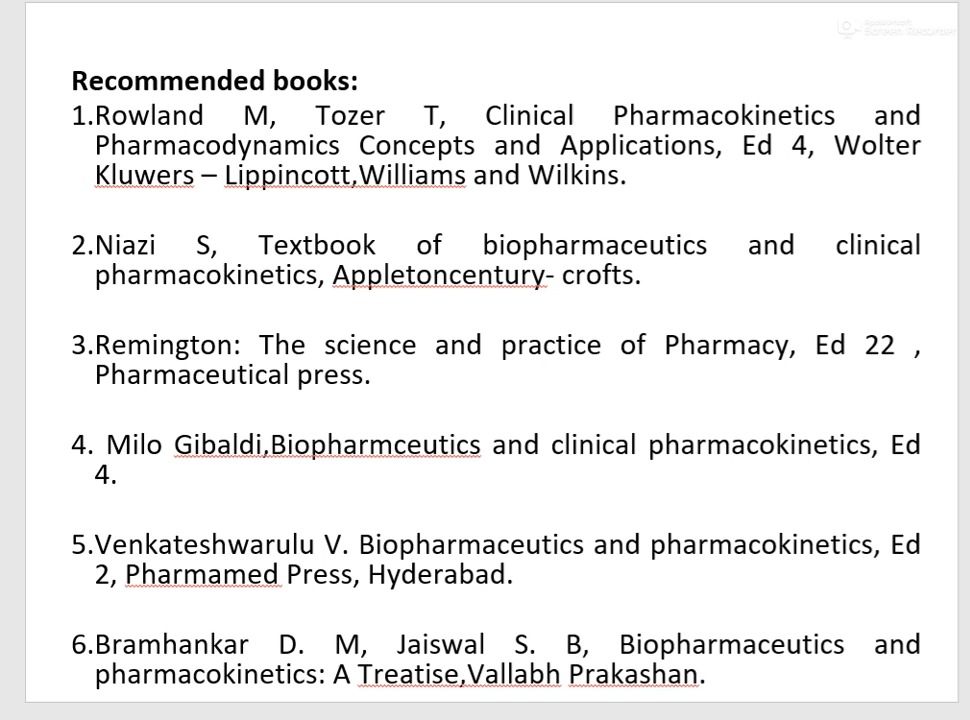 Apowersoft
Screen Recorder
Recommended books:
1.Rowland M, Tozer T, Clinical Pharmacokinetics and
Pharmacodynamics Concepts and Applications, Ed 4, Wolter
Kluwers – Lippincott,Williams and Wilkins.
2.Niazi S, Textbook of biopharmaceutics and clinical
pharmacokinetics, Appletoncentury- crofts.
3.Remington: The science and practice of Pharmacy, Ed 22 ,
Pharmaceutical press.
4. Milo Gibaldi,Biopharmceutics and clinical pharmacokinetics, Ed
4.
5.Venkateshwarulu V. Biopharmaceutics and pharmacokinetics, Ed
2, Pharmamed Press, Hyderabad.
6.Bramhankar D. M, Jaiswal S. B, Biopharmaceutics and
pharmacokinetics: A Treatise,Vallabh Prakashan.